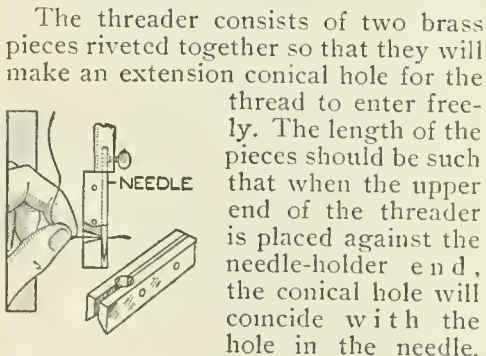 The threader consists of two brass
pieces riveted together so that they will
make an extension conical hole for the
thread to enter free-
ly. The length of the
pieces should be such
that when the upper
end of the threader
is placed against the
needle-holder end,
the conical hole will
coincide with the
hole in the needle.
NEEDLE